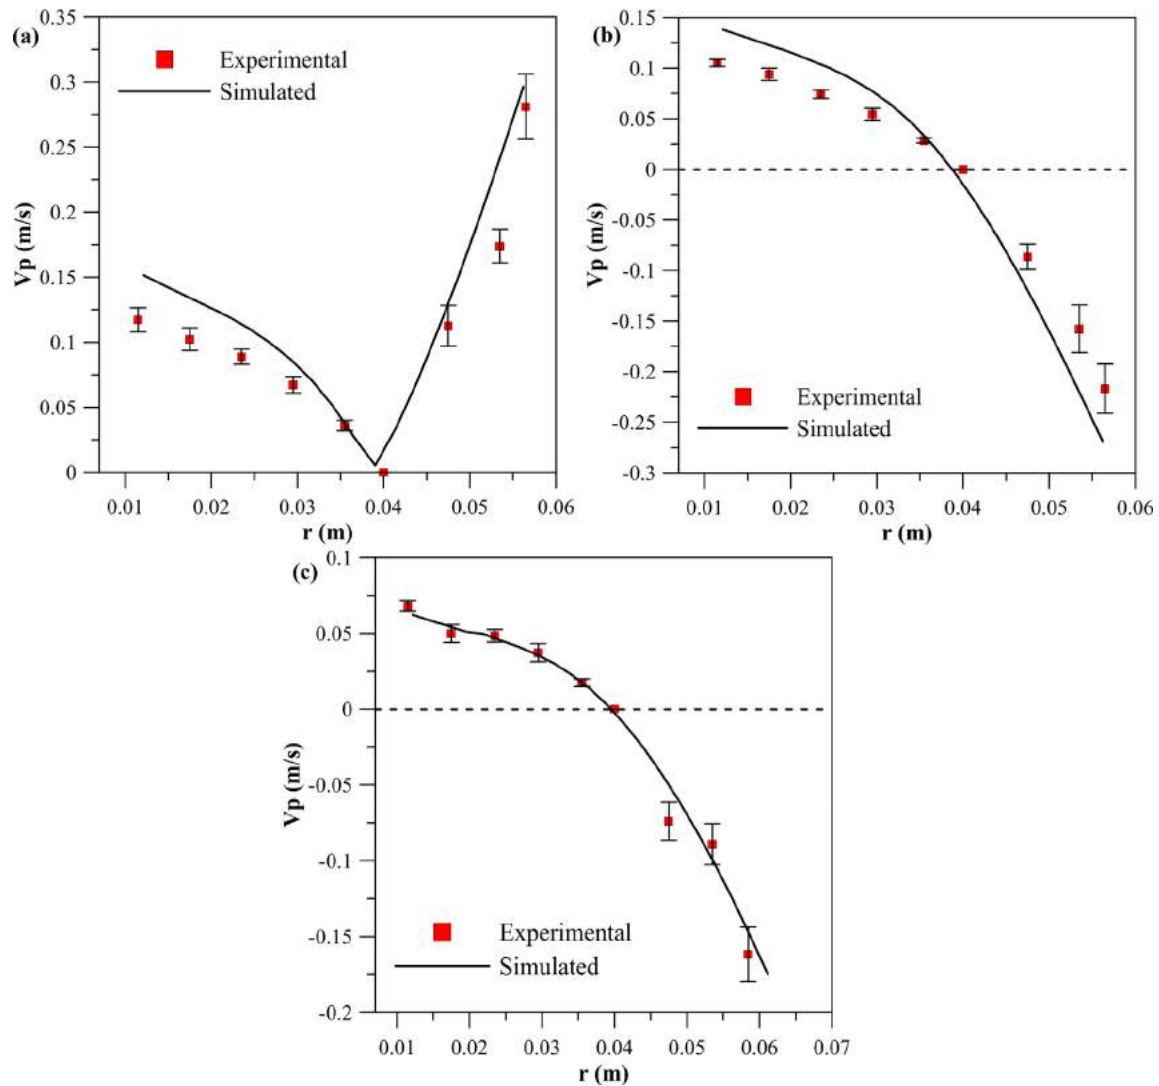 (a)
Experimental
Simulated
Vp (m/s)
0.35
0.3
0.25
0.2
0.15
0.1
0.05
0
0.01 0.02 0.03 0.04 0.05 0.06
r (m)
(b)
Vp (m/s)
0.15
0.1
0.05
0
-0.05
-0.1
-0.15
-0.2
-0.25
-0.3
Experimental
Simulated
0.01 0.02 0.03 0.04 0.05 0.06
r (m)
(c)
Vp (m/s)
0.1
0.05
0
-0.05
-0.1
-0.15
-0.2
Experimental
Simulated
0.01 0.02 0.03 0.04 0.05 0.06 0.07
r (m)